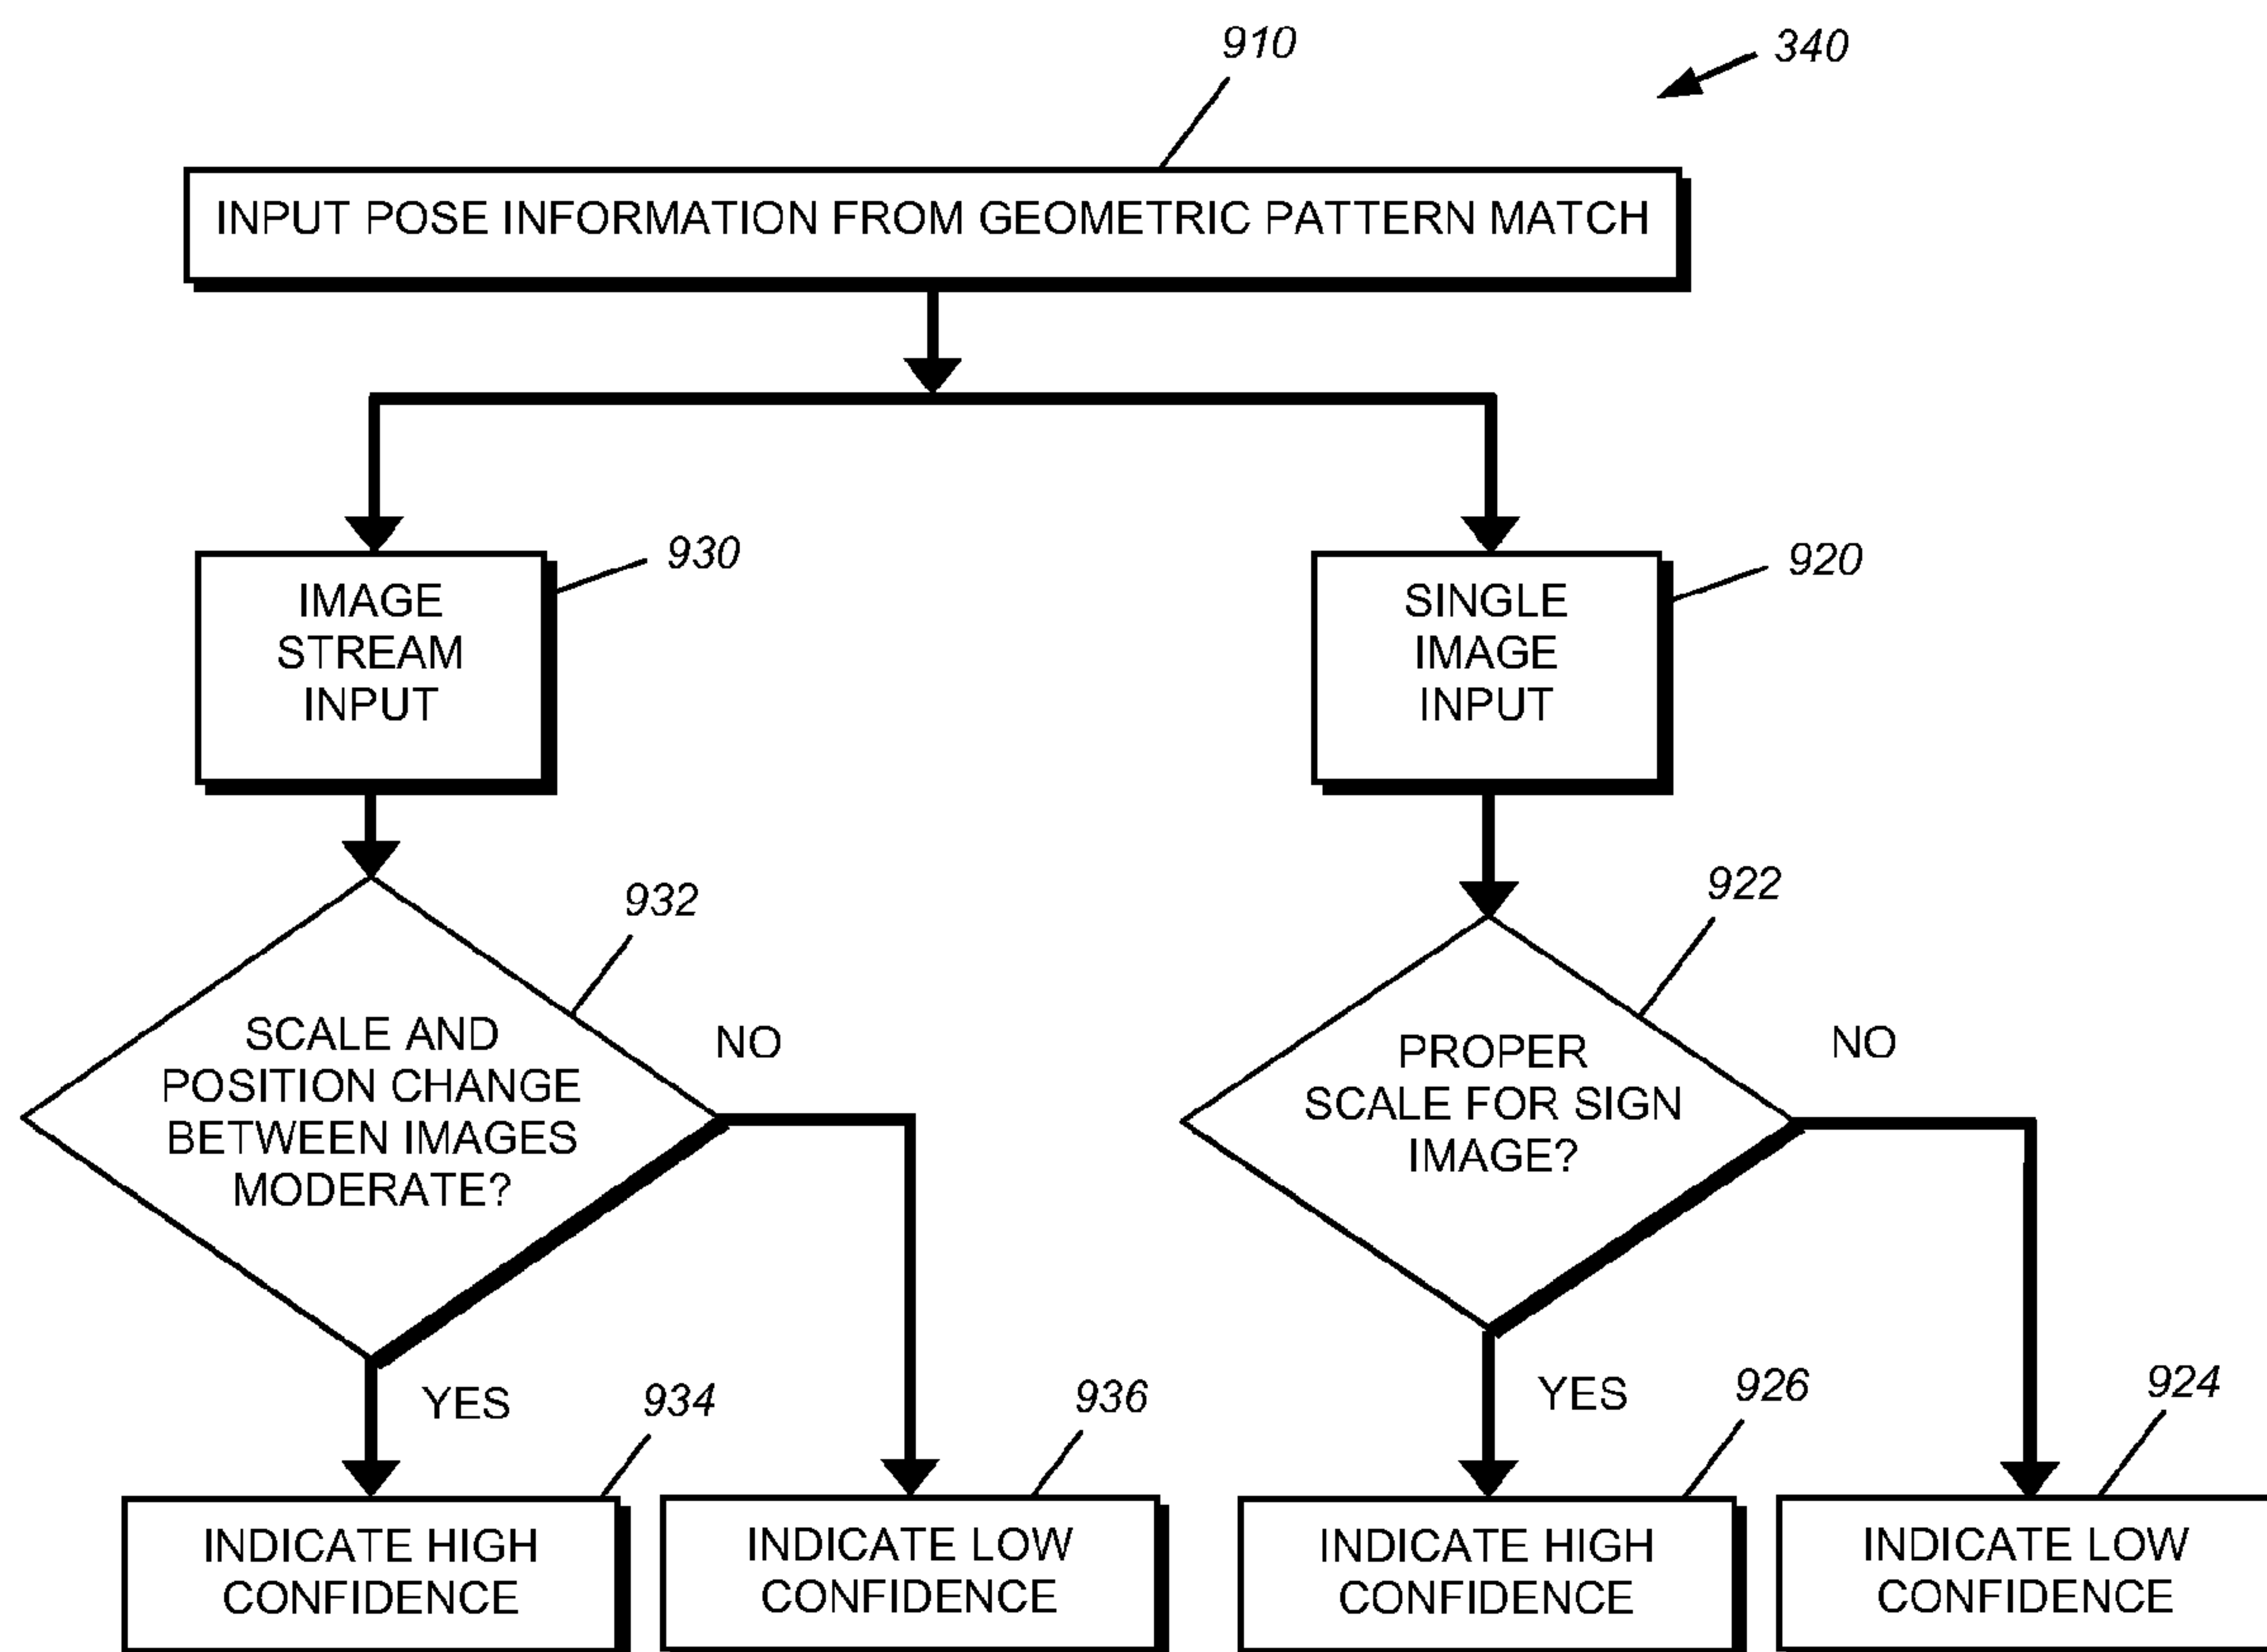 910
340
INPUT POSE INFORMATION FROM GEOMETRIC PATTERN MATCH
930
IMAGE
STREAM
INPUT
920
SINGLE
IMAGE
INPUT
932
SCALE AND
POSITION CHANGE
BETWEEN IMAGES
MODERATE?
NO
YES
922
PROPER
SCALE FOR SIGN
IMAGE?
NO
YES
934
INDICATE HIGH
CONFIDENCE
936
INDICATE LOW
CONFIDENCE
926
INDICATE HIGH
CONFIDENCE
924
INDICATE LOW
CONFIDENCE